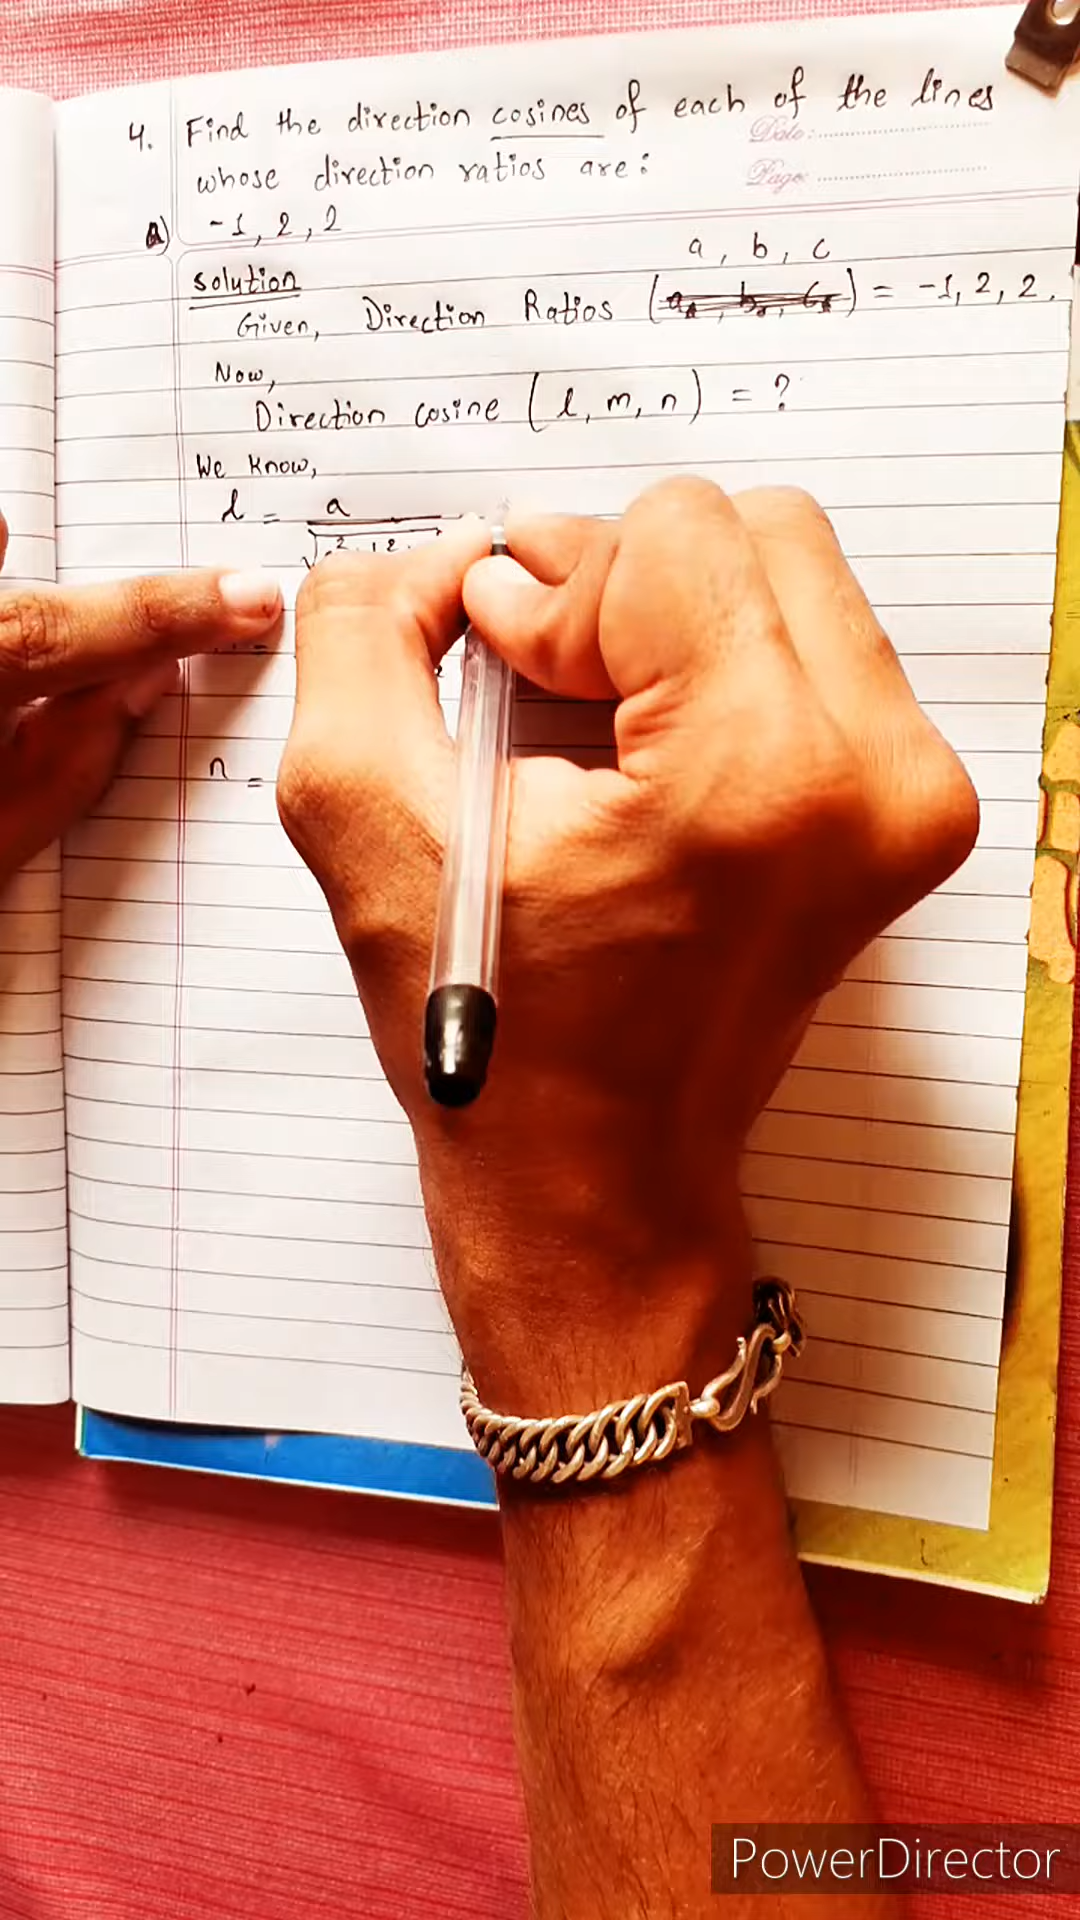 4. Find the direction cosines of each of the lines
Date:
whose direction ratios are:
Page:
a) -1, 2, 2
a, b, c
Solution
Given, Direction Ratios ( ) = -1, 2, 2.
Now,
Direction cosine (l, m, n) = ?
We know,
l = a
n =
PowerDirector